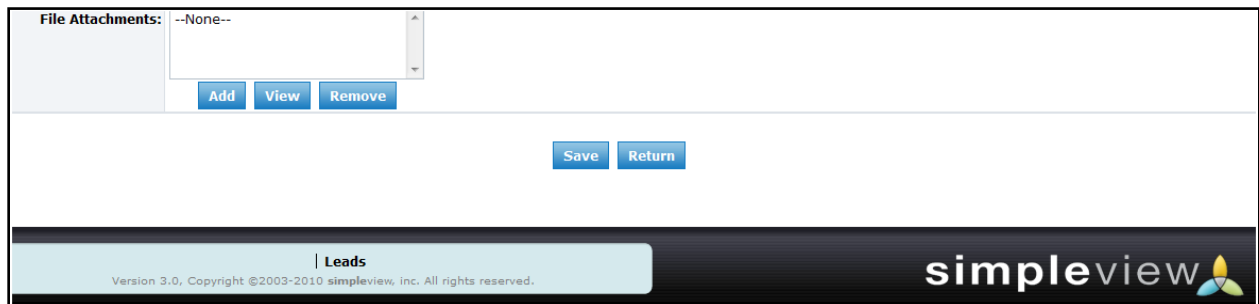 File Attachments: --None--
Add View Remove
Save Return
| Leads
Version 3.0, Copyright ©2003-2010 simpleview, inc. All rights reserved.
simpleview